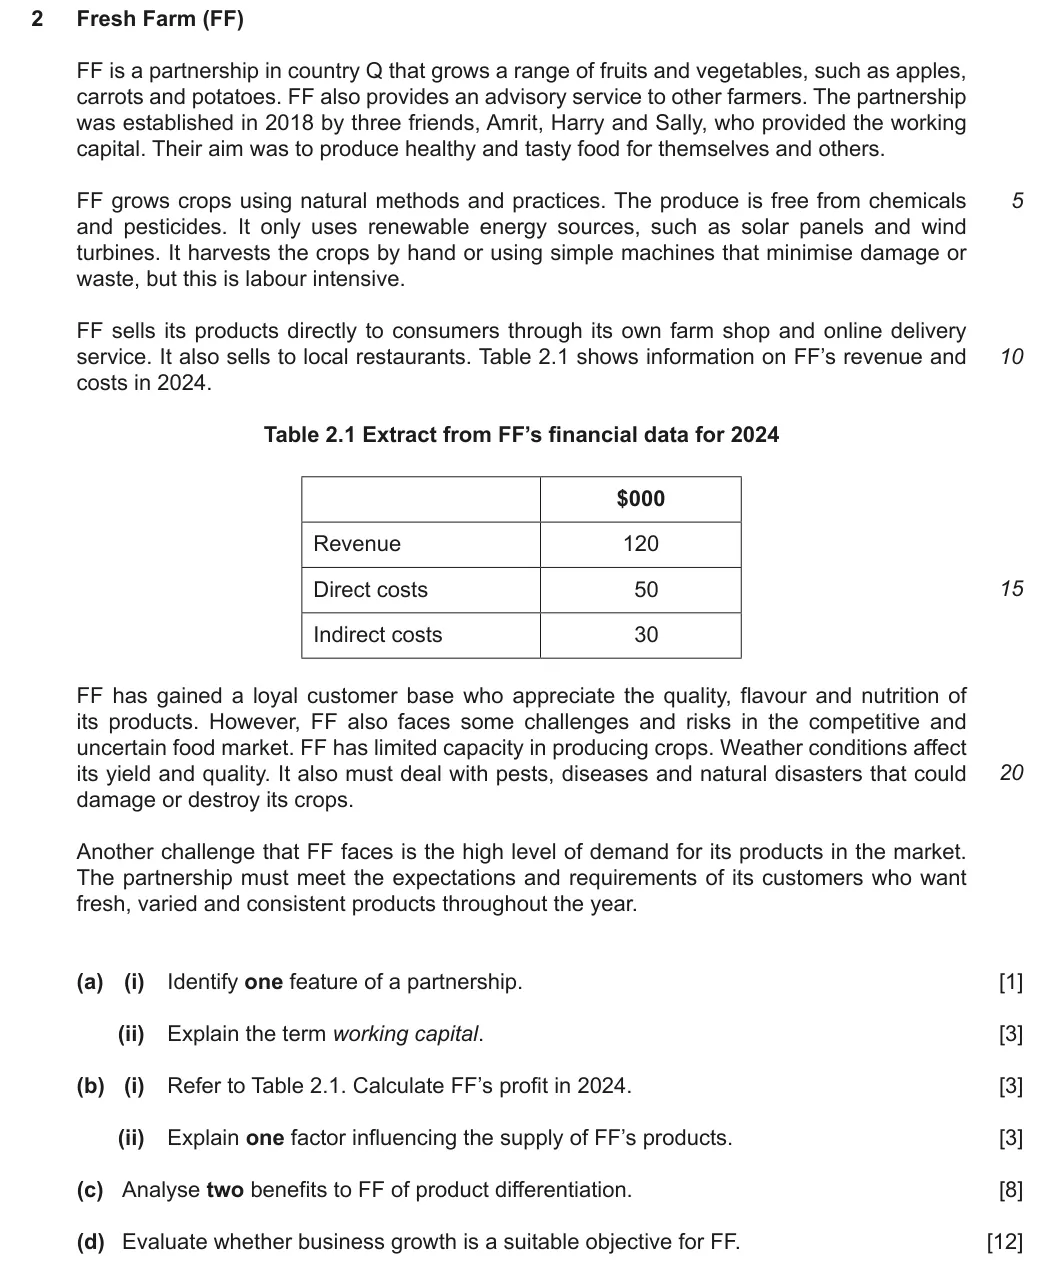 2 Fresh Farm (FF)
FF is a partnership in country Q that grows a range of fruits and vegetables, such as apples,
carrots and potatoes. FF also provides an advisory service to other farmers. The partnership
was established in 2018 by three friends, Amrit, Harry and Sally, who provided the working
capital. Their aim was to produce healthy and tasty food for themselves and others.
FF grows crops using natural methods and practices. The produce is free from chemicals 5
and pesticides. It only uses renewable energy sources, such as solar panels and wind
turbines. It harvests the crops by hand or using simple machines that minimise damage or
waste, but this is labour intensive.
FF sells its products directly to consumers through its own farm shop and online delivery
service. It also sells to local restaurants. Table 2.1 shows information on FF’s revenue and 10
costs in 2024.
Table 2.1 Extract from FF’s financial data for 2024
$000
Revenue 120
Direct costs 50 15
Indirect costs 30
FF has gained a loyal customer base who appreciate the quality, flavour and nutrition of
its products. However, FF also faces some challenges and risks in the competitive and
uncertain food market. FF has limited capacity in producing crops. Weather conditions affect
its yield and quality. It also must deal with pests, diseases and natural disasters that could 20
damage or destroy its crops.
Another challenge that FF faces is the high level of demand for its products in the market.
The partnership must meet the expectations and requirements of its customers who want
fresh, varied and consistent products throughout the year.
(a) (i) Identify one feature of a partnership. [1]
(ii) Explain the term working capital. [3]
(b) (i) Refer to Table 2.1. Calculate FF’s profit in 2024. [3]
(ii) Explain one factor influencing the supply of FF’s products. [3]
(c) Analyse two benefits to FF of product differentiation. [8]
(d) Evaluate whether business growth is a suitable objective for FF. [12]